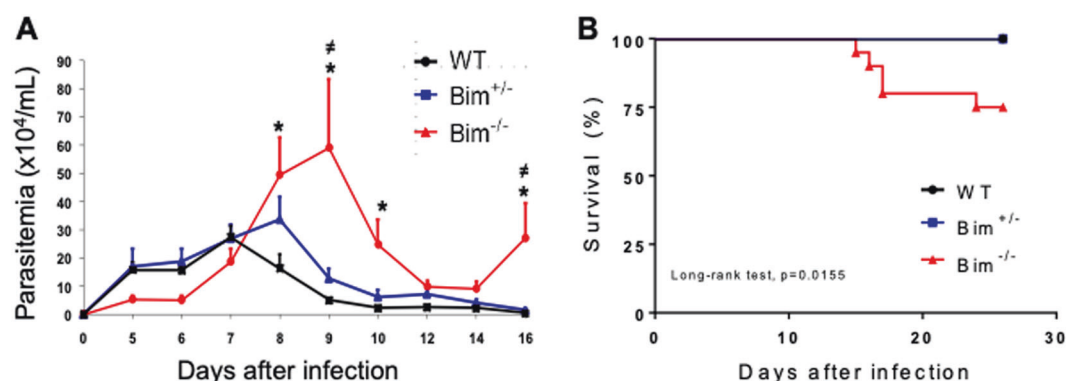 A
Parasitemia (x10⁴/mL)
90
80
70
60
50
40
30
20
10
0
WT
Bim+/-
Bim-/-
*
≠
*
*
≠
*
0 5 6 7 8 9 10 12 14 16
Days after infection
B
Survival (%)
100
75
50
25
0
WT
Bim+/-
Bim-/-
Long-rank test, p=0.0155
0 10 20 30
Days after infection